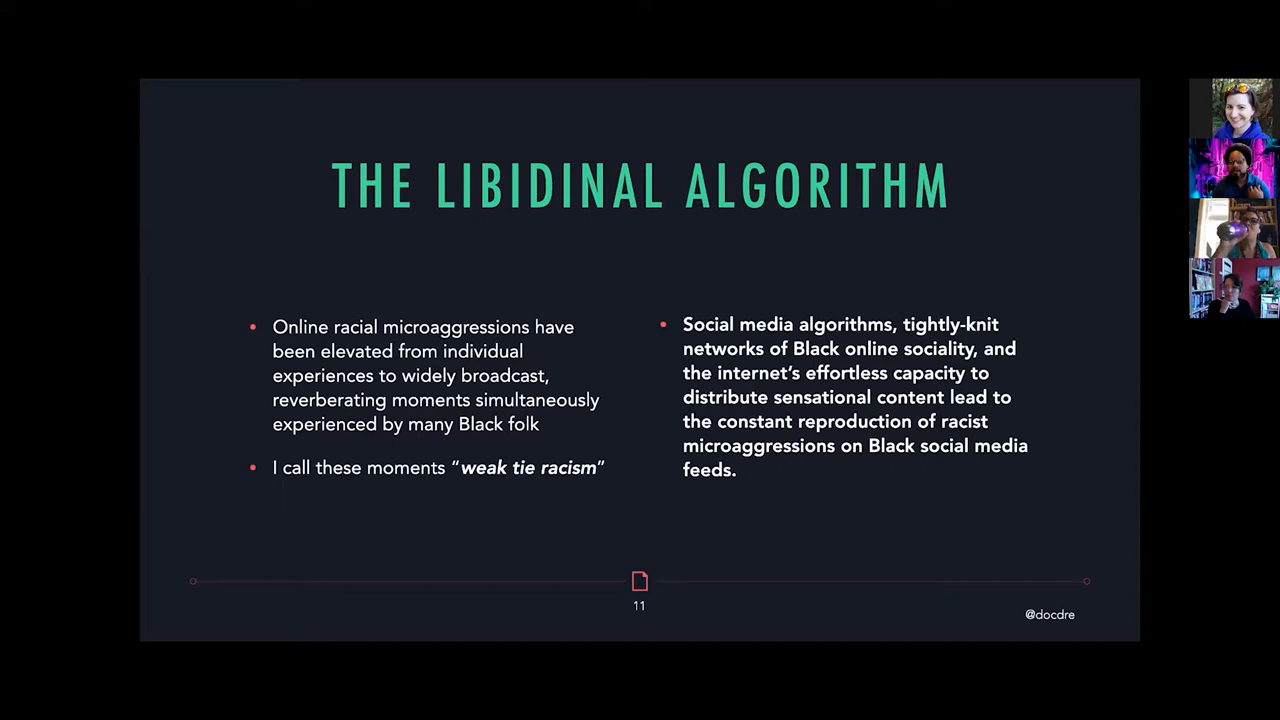 THE LIBIDINAL ALGORITHM
• Online racial microaggressions have
been elevated from individual
experiences to widely broadcast,
reverberating moments simultaneously
experienced by many Black folk
• I call these moments “weak tie racism”
• Social media algorithms, tightly-knit
networks of Black online sociality, and
the internet’s effortless capacity to
distribute sensational content lead to
the constant reproduction of racist
microaggressions on Black social media
feeds.
11
@docdre